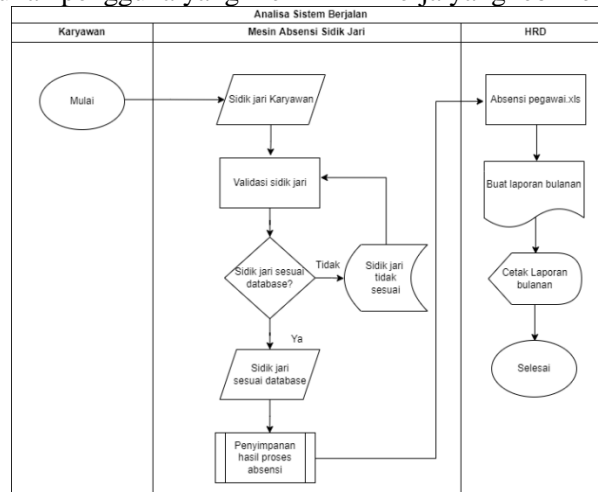 Analisa Sistem Berjalan
Karyawan
Mesin Absensi Sidik Jari
HRD
Mulai
Sidik jari Karyawan
Absensi pegawai.xls
Validasi sidik jari
Buat laporan bulanan
Sidik jari sesuai
database?
Tidak
Sidik jari
tidak
sesuai
Cetak Laporan
bulanan
Ya
Sidik jari
sesuai database
Selesai
Penyimpanan
hasil proses
absensi